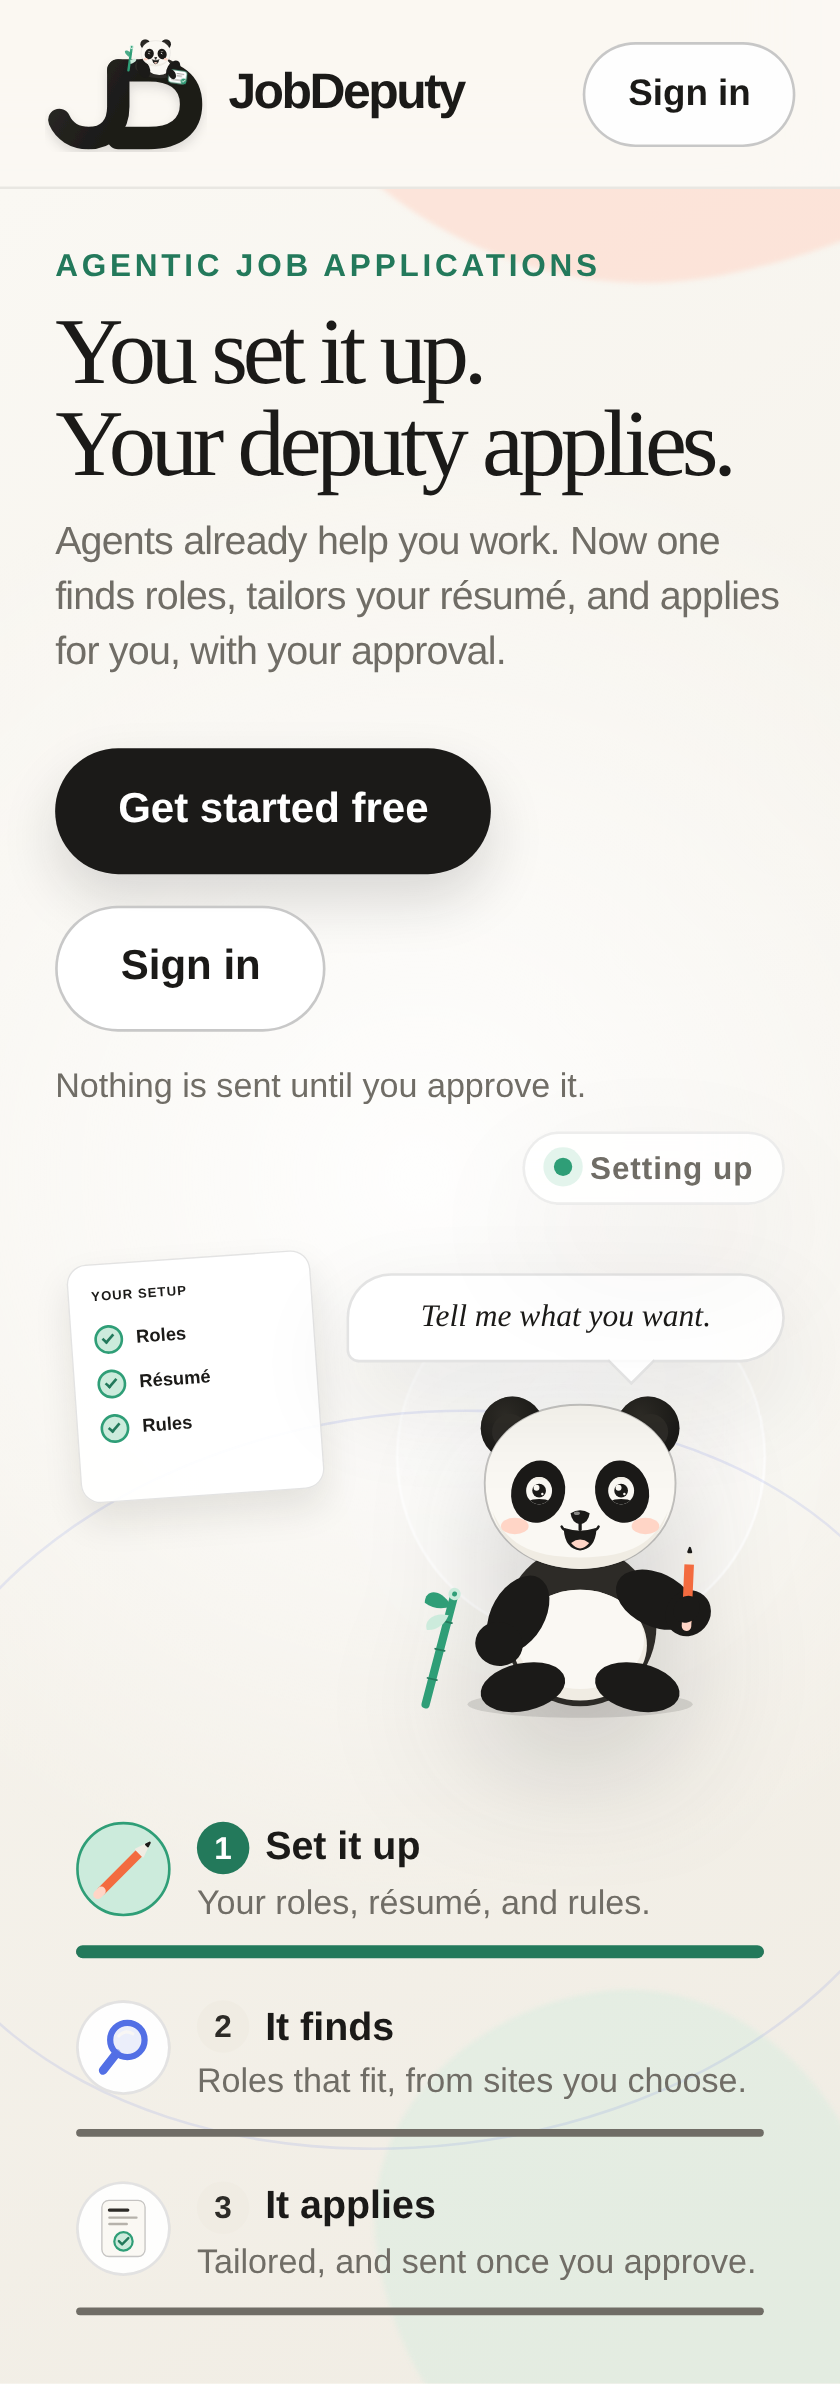 JobDeputy
Sign in
AGENTIC JOB APPLICATIONS
You set it up.
Your deputy applies.
Agents already help you work. Now one
finds roles, tailors your résumé, and applies
for you, with your approval.
Get started free
Sign in
Nothing is sent until you approve it.
Setting up
YOUR SETUP
Roles
Résumé
Rules
Tell me what you want.
1 Set it up
Your roles, résumé, and rules.
2 It finds
Roles that fit, from sites you choose.
3 It applies
Tailored, and sent once you approve.